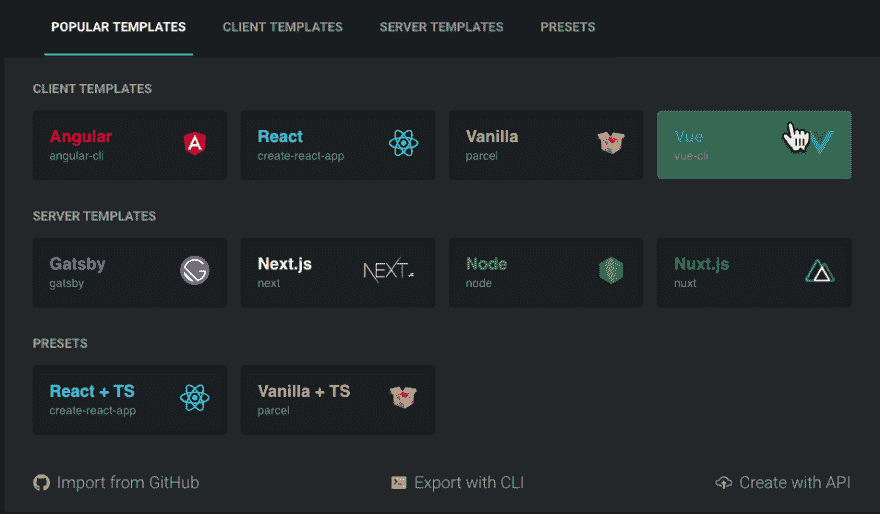 POPULAR TEMPLATES CLIENT TEMPLATES SERVER TEMPLATES PRESETS
CLIENT TEMPLATES
Angular React Vanilla Vue
angular-cli create-react-app parcel vue-cli
SERVER TEMPLATES
Gatsby Next.js NEXT.js Node Nuxt.js
gatsby next node nuxt
PRESETS
React + TS Vanilla + TS
create-react-app parcel
Import from GitHub Export with CLI Create with API